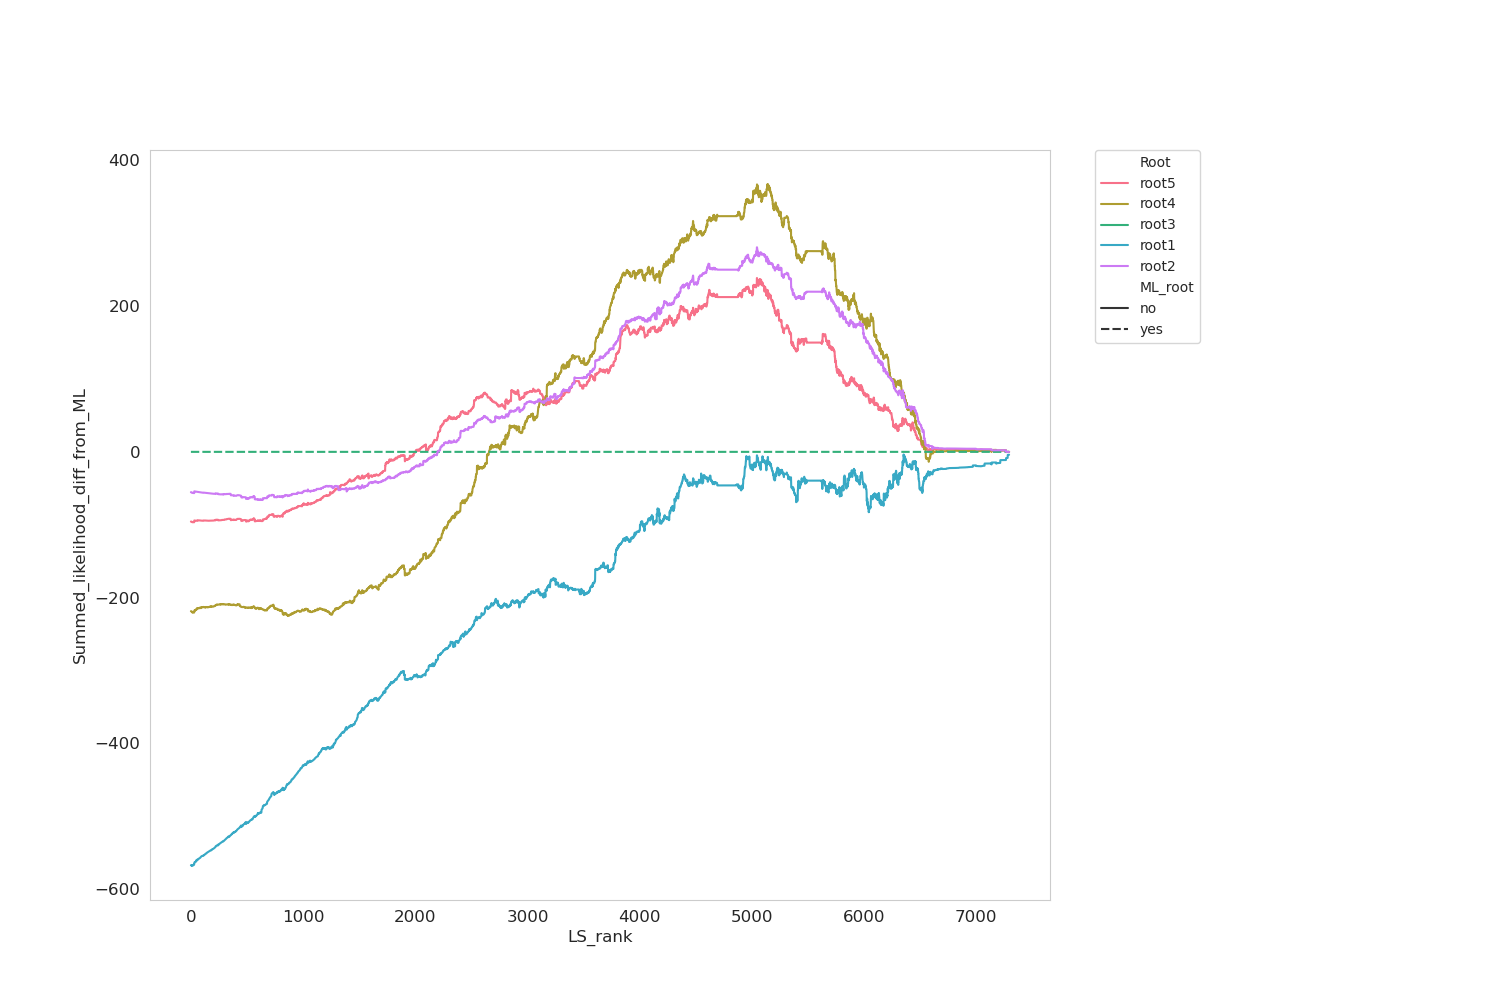 400
200
0
−200
−400
−600
Summed_likelihood_diff_from_ML
0 1000 2000 3000 4000 5000 6000 7000
LS_rank
Root
root5
root4
root3
root1
root2
ML_root
no
yes